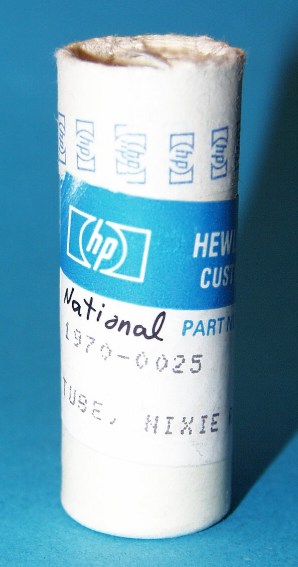 hp hp hp hp
hp
HEW
CUST
National PART N
1970-0025
TUBE, NIXIE